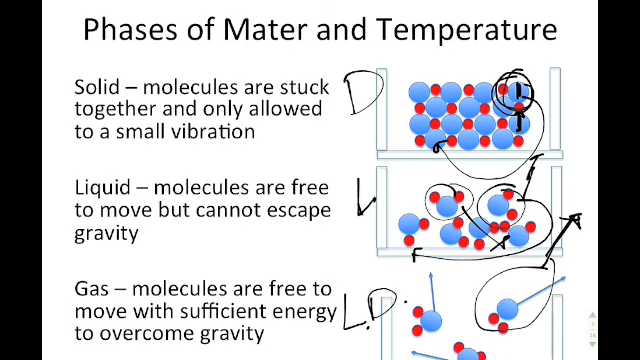 Phases of Mater and Temperature
Solid – molecules are stuck
together and only allowed
to a small vibration
D
Liquid – molecules are free
to move but cannot escape
gravity
L
Gas – molecules are free to
move with sufficient energy
to overcome gravity
L.D.